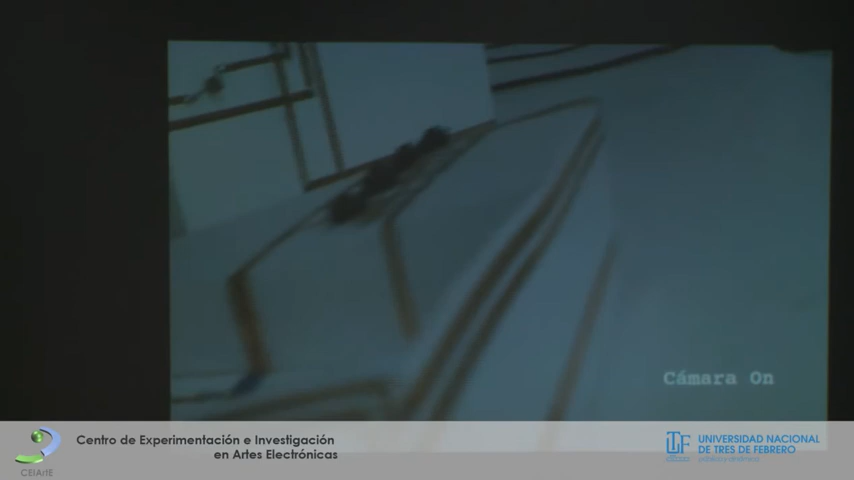 Cámara On
Centro de Experimentación e Investigación
en Artes Electrónicas
CEIArtE
UNIVERSIDAD NACIONAL
DE TRES DE FEBRERO